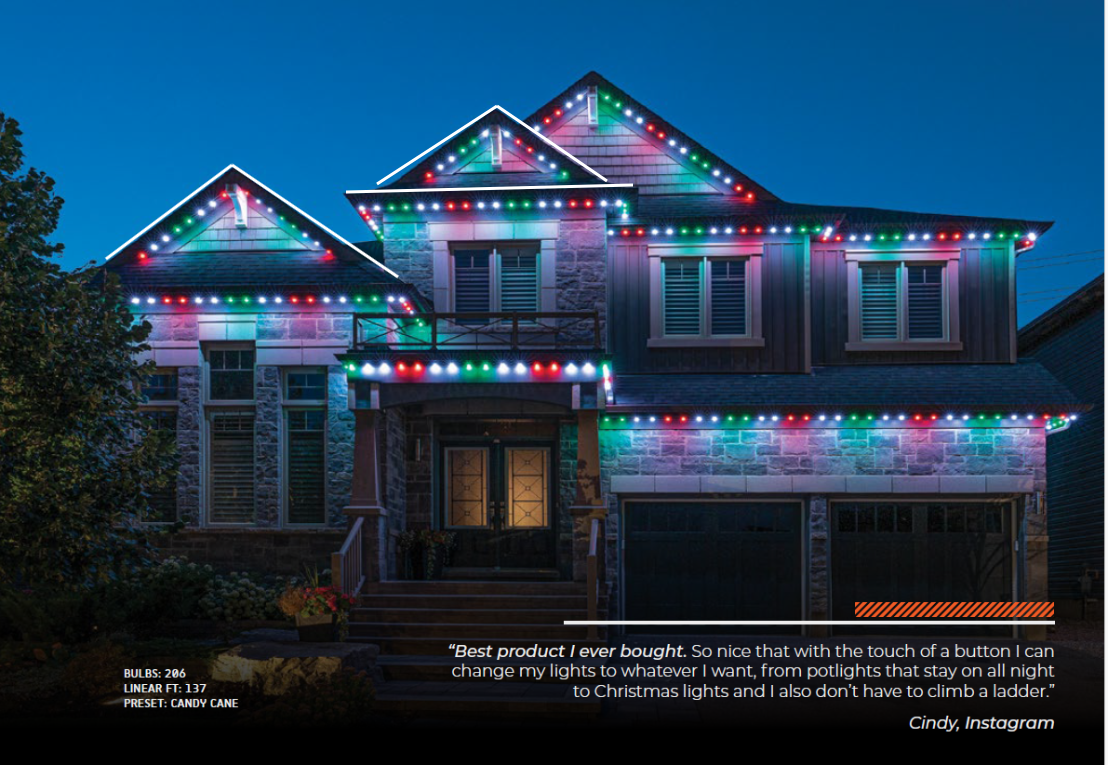 “Best product I ever bought. So nice that with the touch of a button I can
change my lights to whatever I want, from potlights that stay on all night
to Christmas lights and I also don’t have to climb a ladder.”
Cindy, Instagram
BULBS: 206
LINEAR FT: 137
PRESET: CANDY CANE